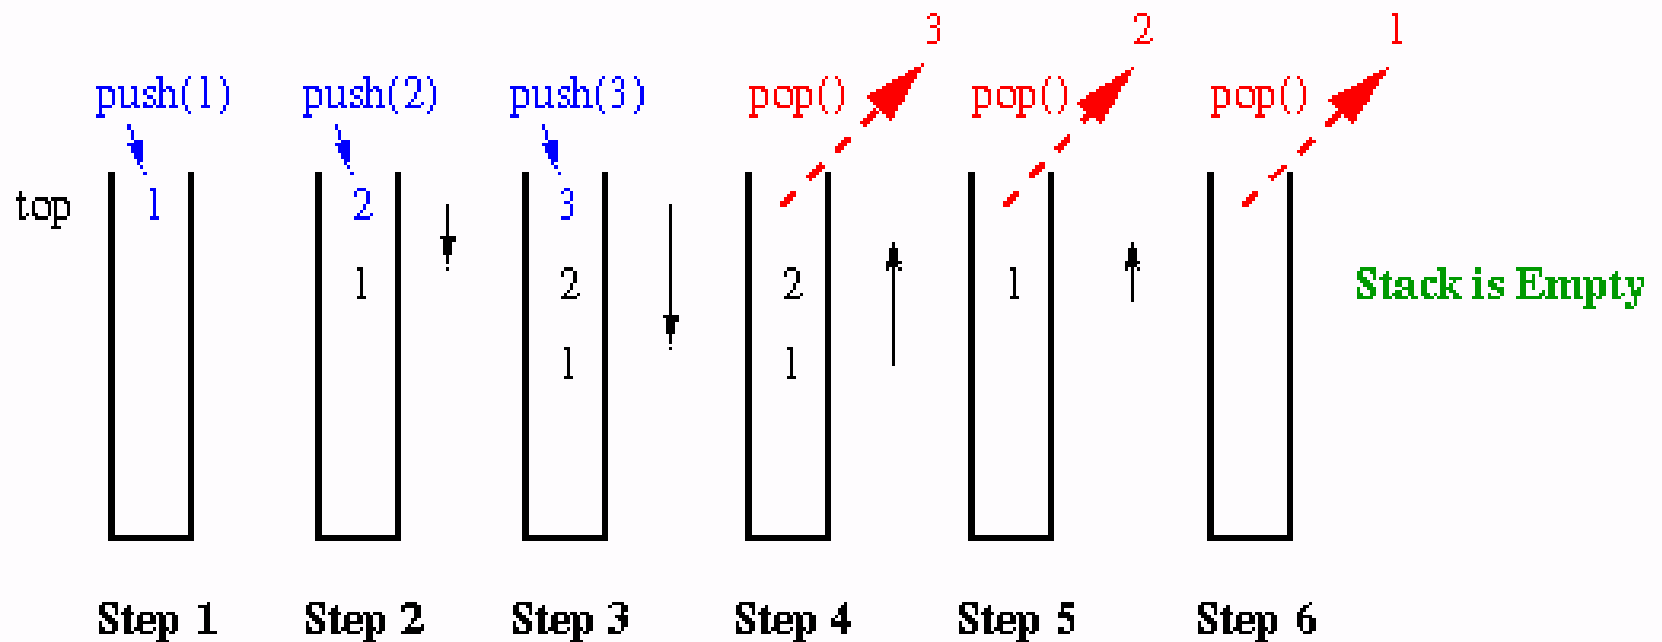 3 2 1
push(1) push(2) push(3) pop() pop() pop()
top 1 2 3
1 2 2 1 Stack is Empty
1 1
Step 1 Step 2 Step 3 Step 4 Step 5 Step 6